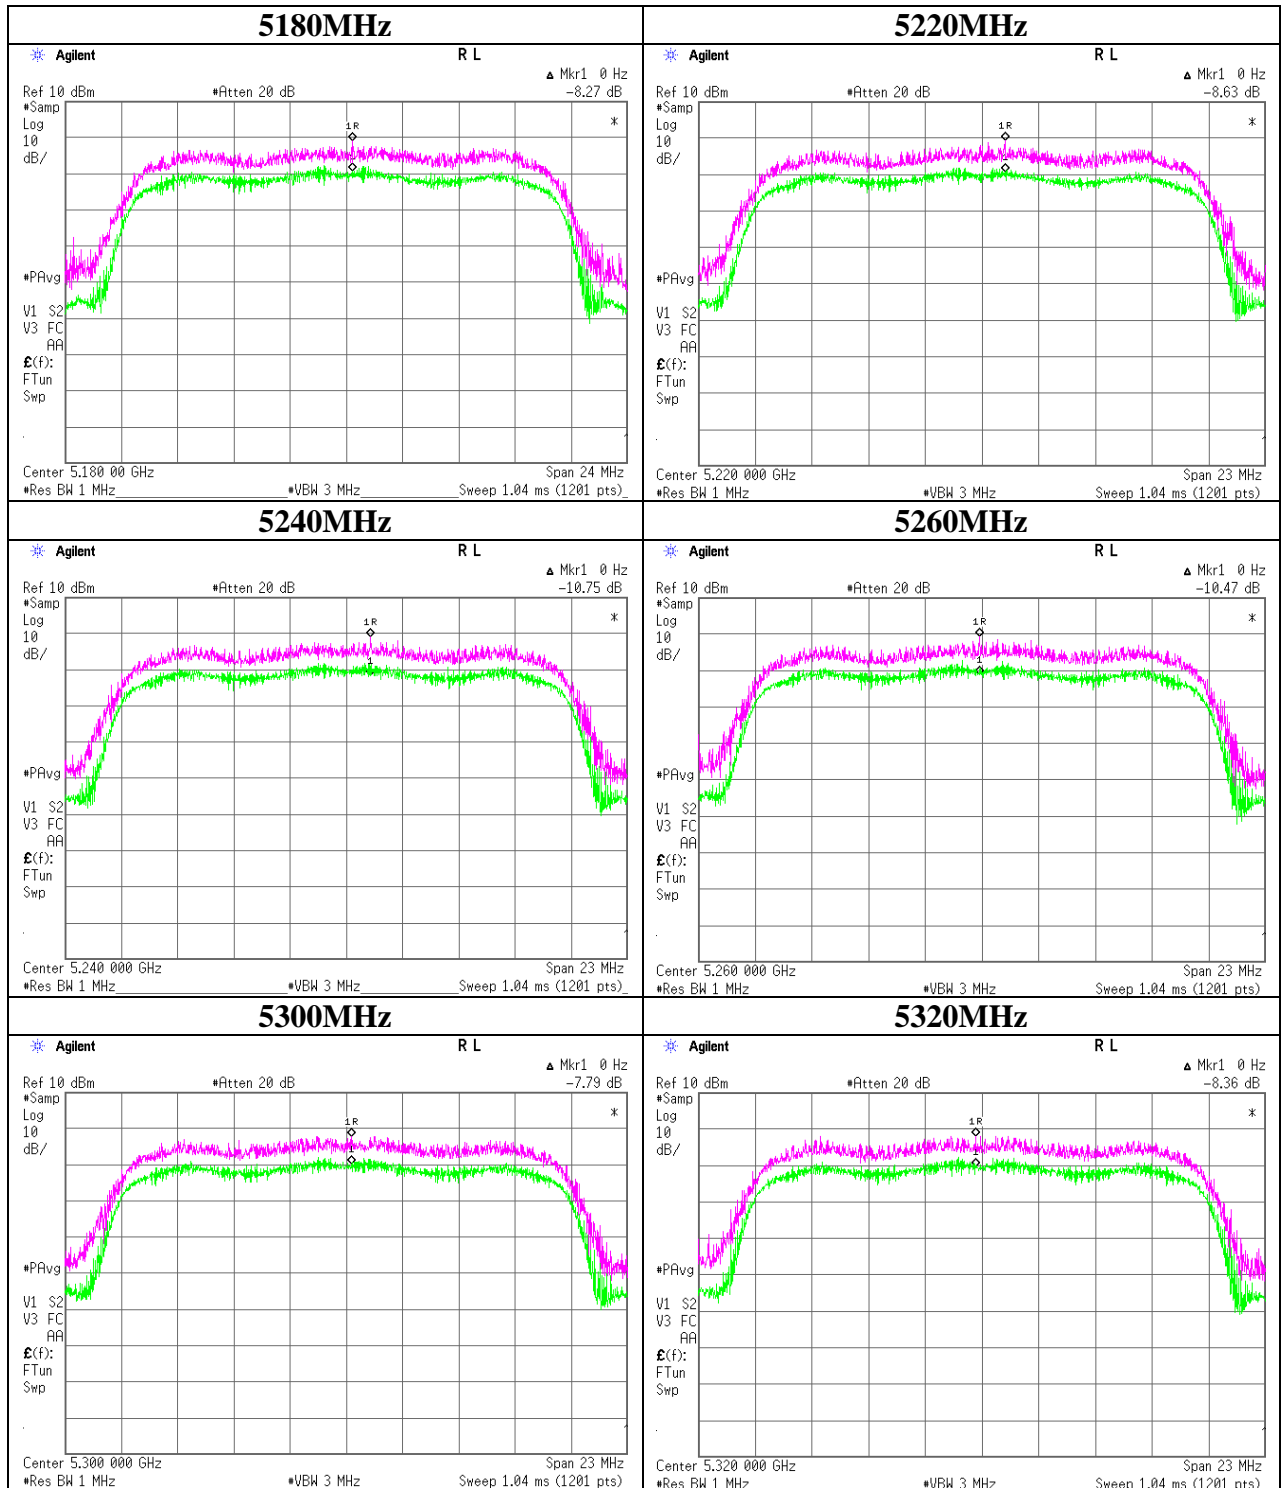 5180MHz
Agilent R L
Δ Mkr1 0 Hz
Ref 10 dBm #Atten 20 dB -8.27 dB
#Samp
Log
10
dB/
1R
*
#PAvg
V1 S2
V3 FC
AA
£(f):
FTun
Swp
Center 5.180 00 GHz Span 24 MHz
#Res BW 1 MHz #VBW 3 MHz Sweep 1.04 ms (1201 pts)
5220MHz
Agilent R L
Δ Mkr1 0 Hz
Ref 10 dBm #Atten 20 dB -8.63 dB
#Samp
Log
10
dB/
1R
*
#PAvg
V1 S2
V3 FC
AA
£(f):
FTun
Swp
Center 5.220 000 GHz Span 23 MHz
#Res BW 1 MHz #VBW 3 MHz Sweep 1.04 ms (1201 pts)
5240MHz
Agilent R L
Δ Mkr1 0 Hz
Ref 10 dBm #Atten 20 dB -10.75 dB
#Samp
Log
10
dB/
1R
1
*
#PAvg
V1 S2
V3 FC
AA
£(f):
FTun
Swp
Center 5.240 000 GHz Span 23 MHz
#Res BW 1 MHz #VBW 3 MHz Sweep 1.04 ms (1201 pts)
5260MHz
Agilent R L
Δ Mkr1 0 Hz
Ref 10 dBm #Atten 20 dB -10.47 dB
#Samp
Log
10
dB/
1R
1
*
#PAvg
V1 S2
V3 FC
AA
£(f):
FTun
Swp
Center 5.260 000 GHz Span 23 MHz
#Res BW 1 MHz #VBW 3 MHz Sweep 1.04 ms (1201 pts)
5300MHz
Agilent R L
Δ Mkr1 0 Hz
Ref 10 dBm #Atten 20 dB -7.79 dB
#Samp
Log
10
dB/
1R
*
#PAvg
V1 S2
V3 FC
AA
£(f):
FTun
Swp
Center 5.300 000 GHz Span 23 MHz
#Res BW 1 MHz #VBW 3 MHz Sweep 1.04 ms (1201 pts)
5320MHz
Agilent R L
Δ Mkr1 0 Hz
Ref 10 dBm #Atten 20 dB -8.36 dB
#Samp
Log
10
dB/
1R
*
#PAvg
V1 S2
V3 FC
AA
£(f):
FTun
Swp
Center 5.320 000 GHz Span 23 MHz
#Res BW 1 MHz #VBW 3 MHz Sweep 1.04 ms (1201 pts)